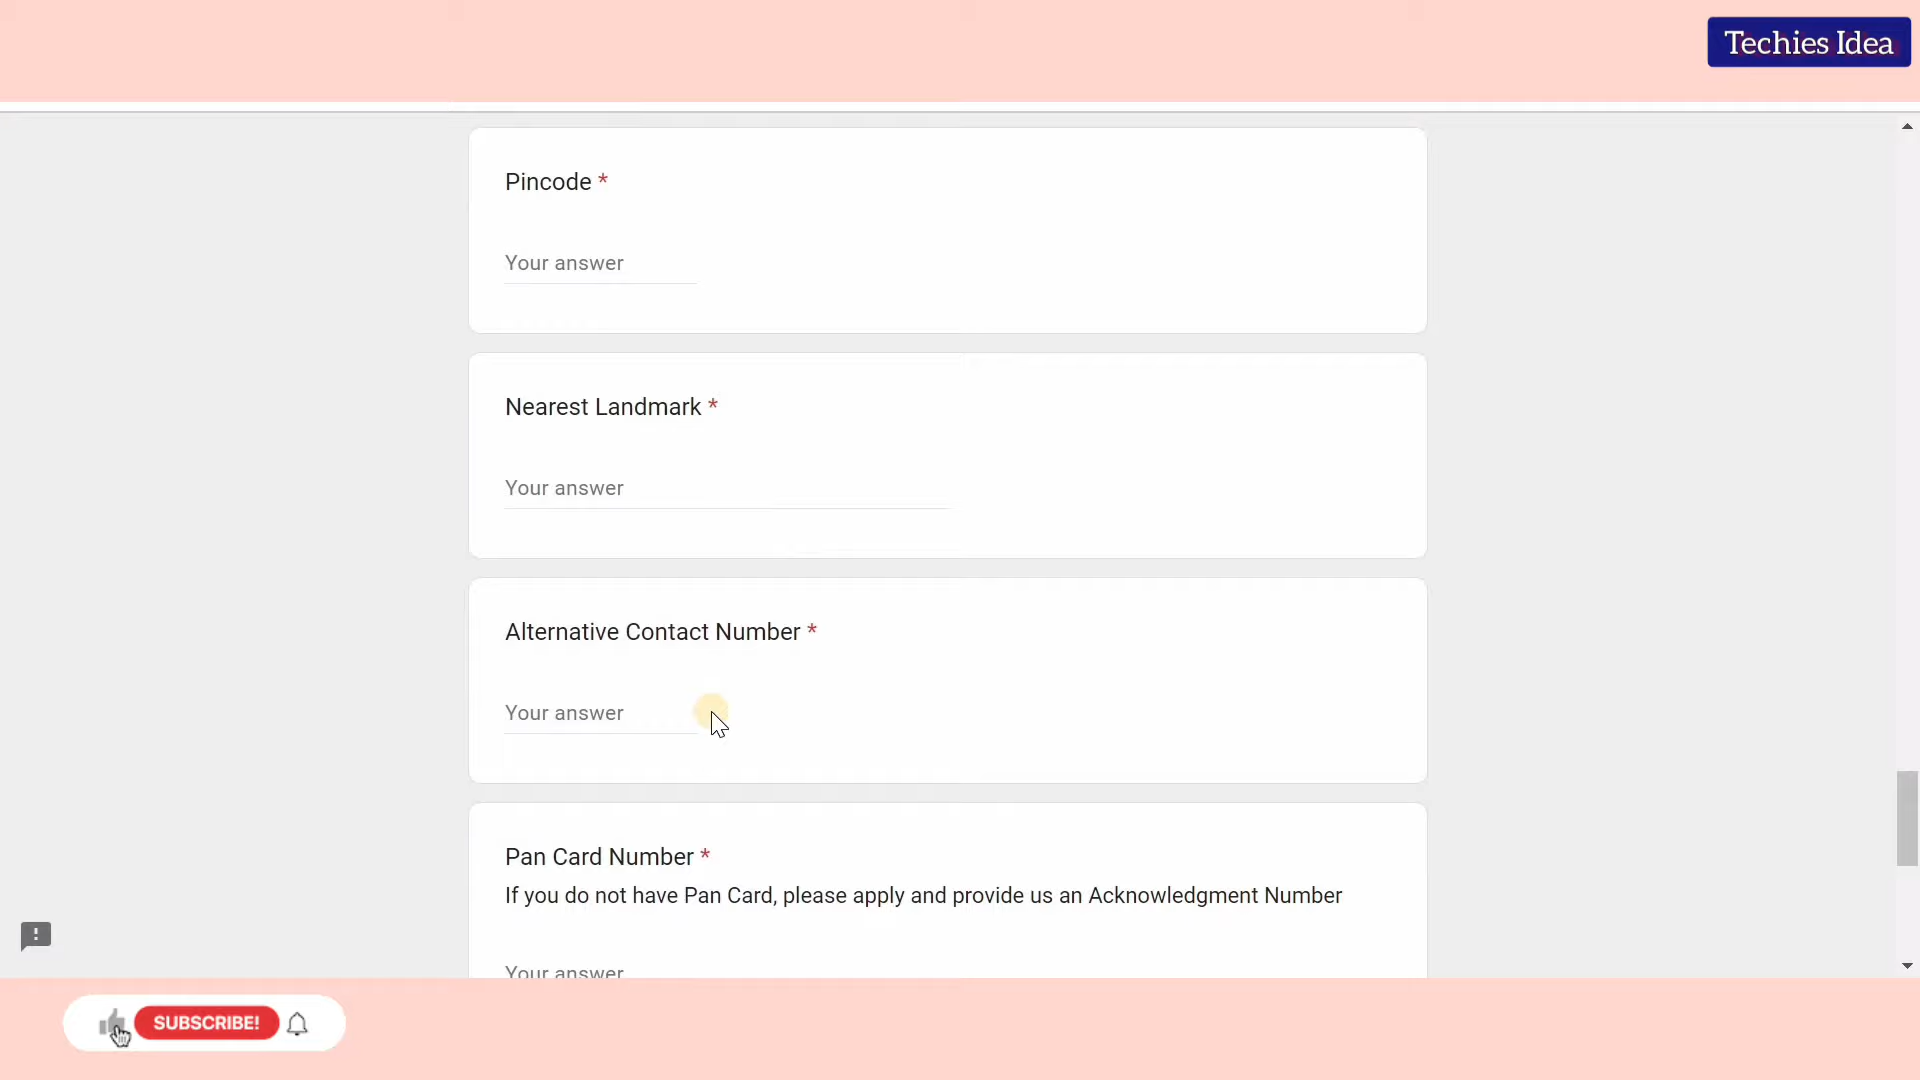 Techies Idea
Pincode *
Your answer
Nearest Landmark *
Your answer
Alternative Contact Number *
Your answer
Pan Card Number *
If you do not have Pan Card, please apply and provide us an Acknowledgment Number
Your answer
SUBSCRIBE!